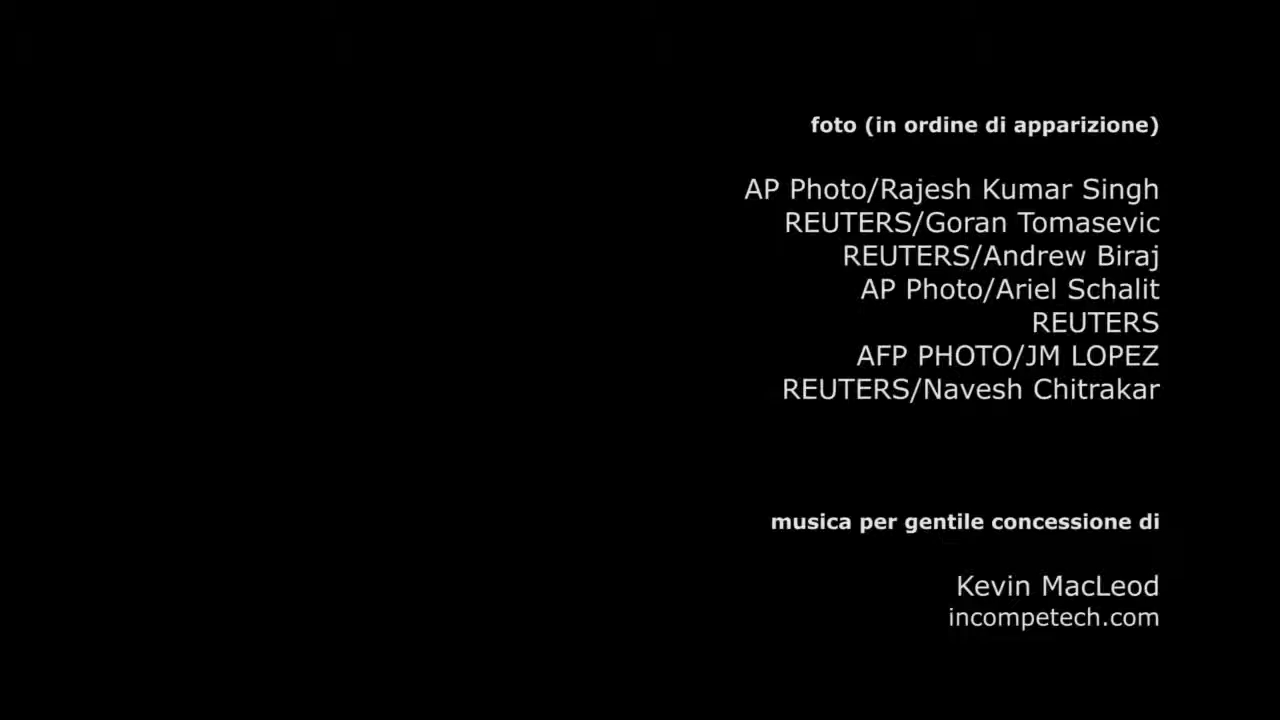 foto (in ordine di apparizione)
AP Photo/Rajesh Kumar Singh
REUTERS/Goran Tomasevic
REUTERS/Andrew Biraj
AP Photo/Ariel Schalit
REUTERS
AFP PHOTO/JM LOPEZ
REUTERS/Navesh Chitrakar
musica per gentile concessione di
Kevin MacLeod
incompetech.com